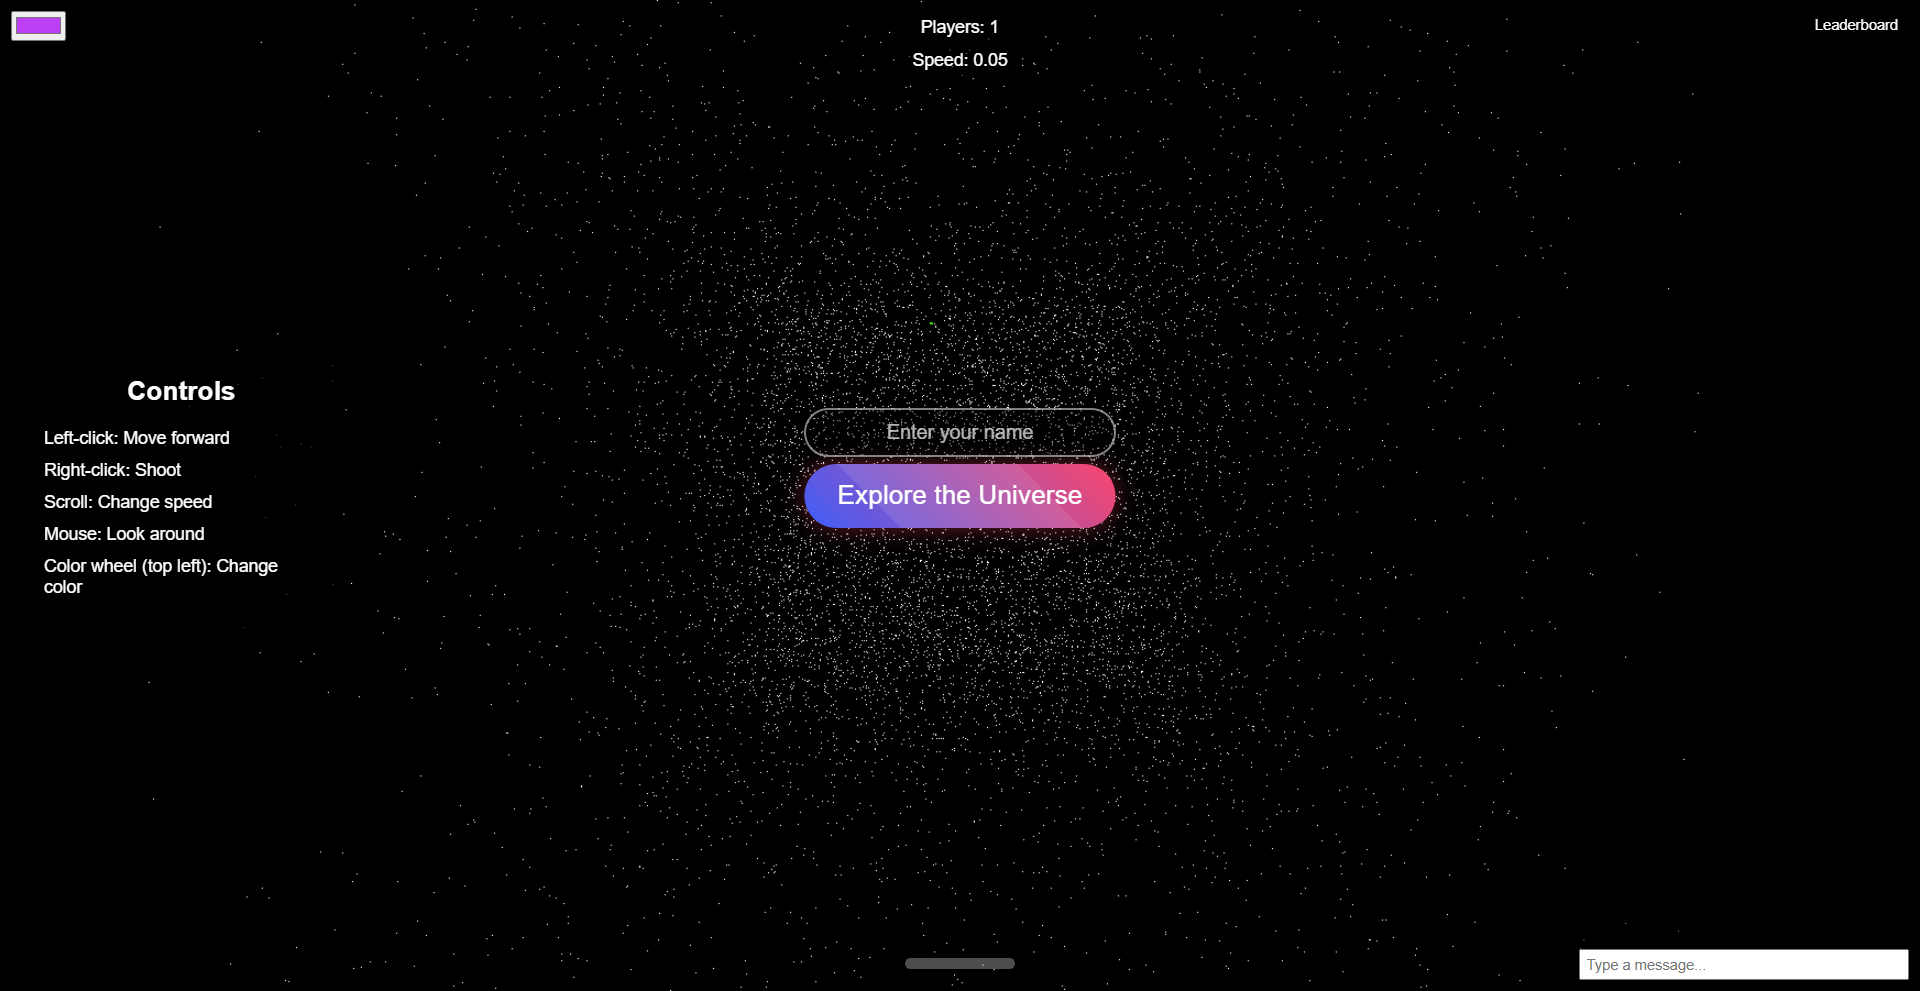 Players: 1
Speed: 0.05
Leaderboard
Controls
Left-click: Move forward
Right-click: Shoot
Scroll: Change speed
Mouse: Look around
Color wheel (top left): Change
color
Enter your name
Explore the Universe
Type a message...